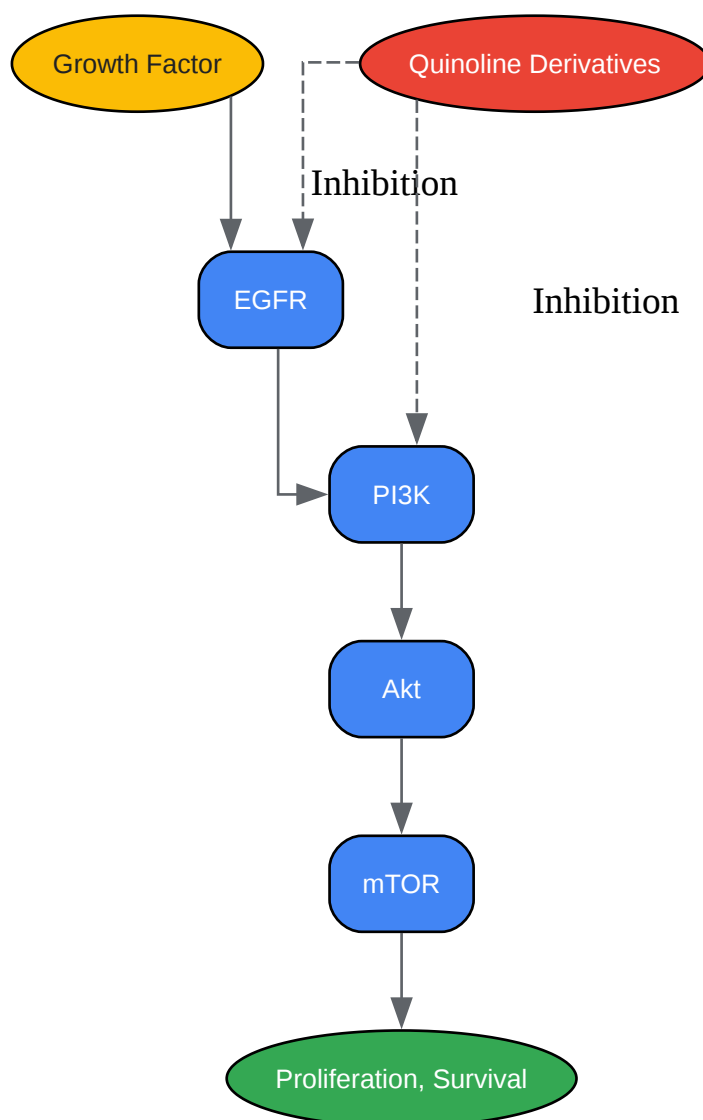 Growth Factor
Quinoline Derivatives
Inhibition
EGFR
Inhibition
PI3K
Akt
mTOR
Proliferation, Survival